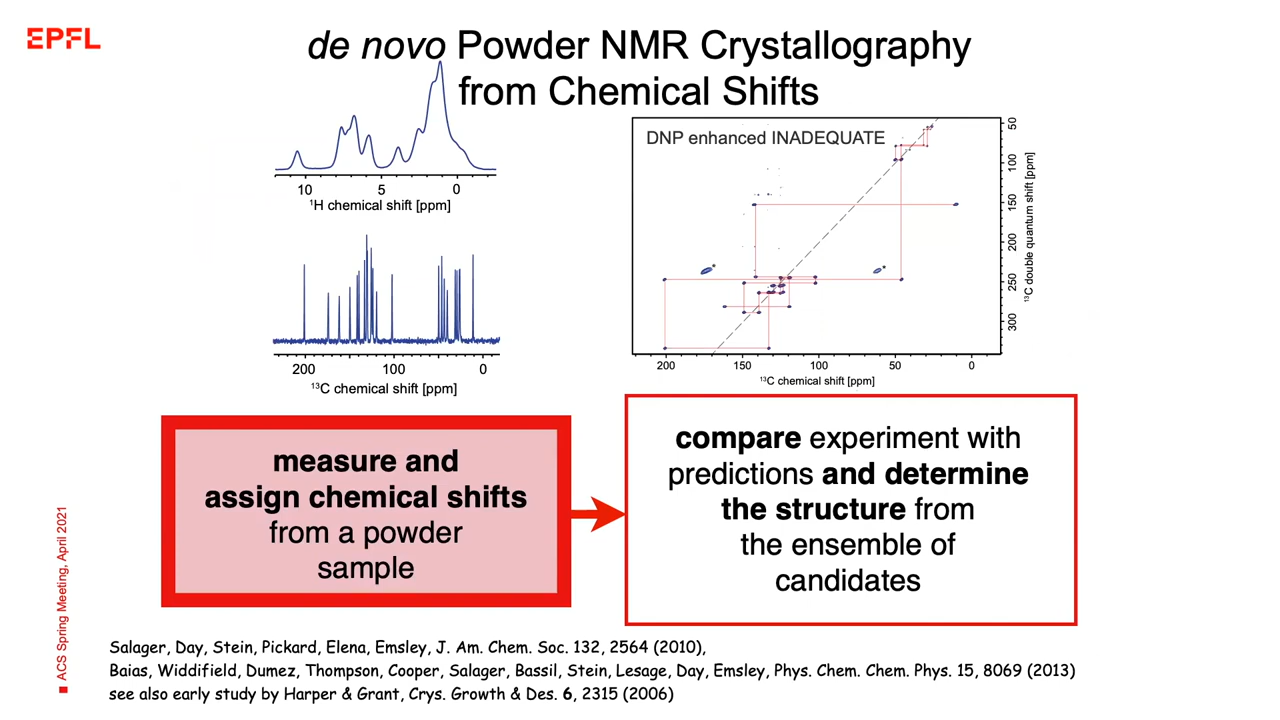 EPFL
de novo Powder NMR Crystallography
from Chemical Shifts
10 5 0
¹H chemical shift [ppm]
200 100 0
¹³C chemical shift [ppm]
DNP enhanced INADEQUATE
*
*
50
100
150
200
250
300
¹³C double quantum shift [ppm]
200 150 100 50 0
¹³C chemical shift [ppm]
measure and
assign chemical shifts
from a powder
sample
compare experiment with
predictions and determine
the structure from
the ensemble of
candidates
ACS Spring Meeting, April 2021
Salager, Day, Stein, Pickard, Elena, Emsley, J. Am. Chem. Soc. 132, 2564 (2010),
Baias, Widdifield, Dumez, Thompson, Cooper, Salager, Bassil, Stein, Lesage, Day, Emsley, Phys. Chem. Chem. Phys. 15, 8069 (2013)
see also early study by Harper & Grant, Crys. Growth & Des. 6, 2315 (2006)